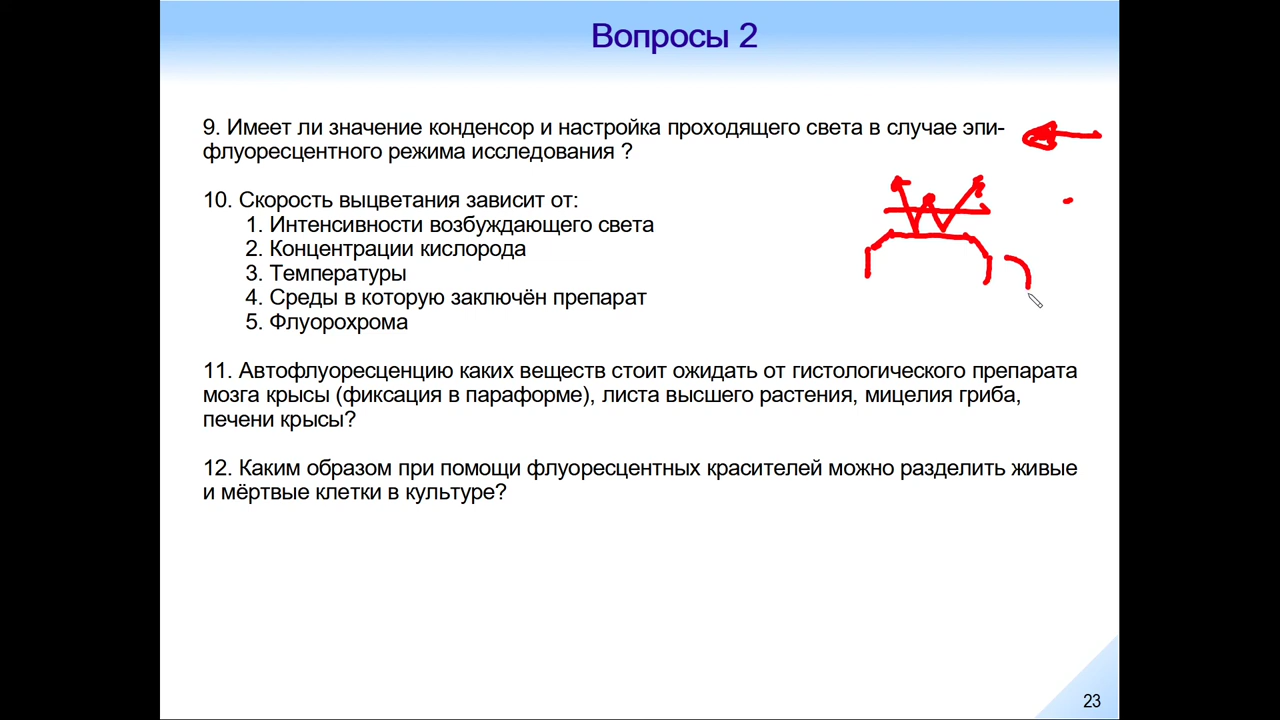 Вопросы 2
9. Имеет ли значение конденсор и настройка проходящего света в случае эпи-
флуоресцентного режима исследования ?
10. Скорость выцветания зависит от:
1. Интенсивности возбуждающего света
2. Концентрации кислорода
3. Температуры
4. Среды в которую заключён препарат
5. Флуорохрома
11. Автофлуоресценцию каких веществ стоит ожидать от гистологического препарата
мозга крысы (фиксация в параформе), листа высшего растения, мицелия гриба,
печени крысы?
12. Каким образом при помощи флуоресцентных красителей можно разделить живые
и мёртвые клетки в культуре?
23